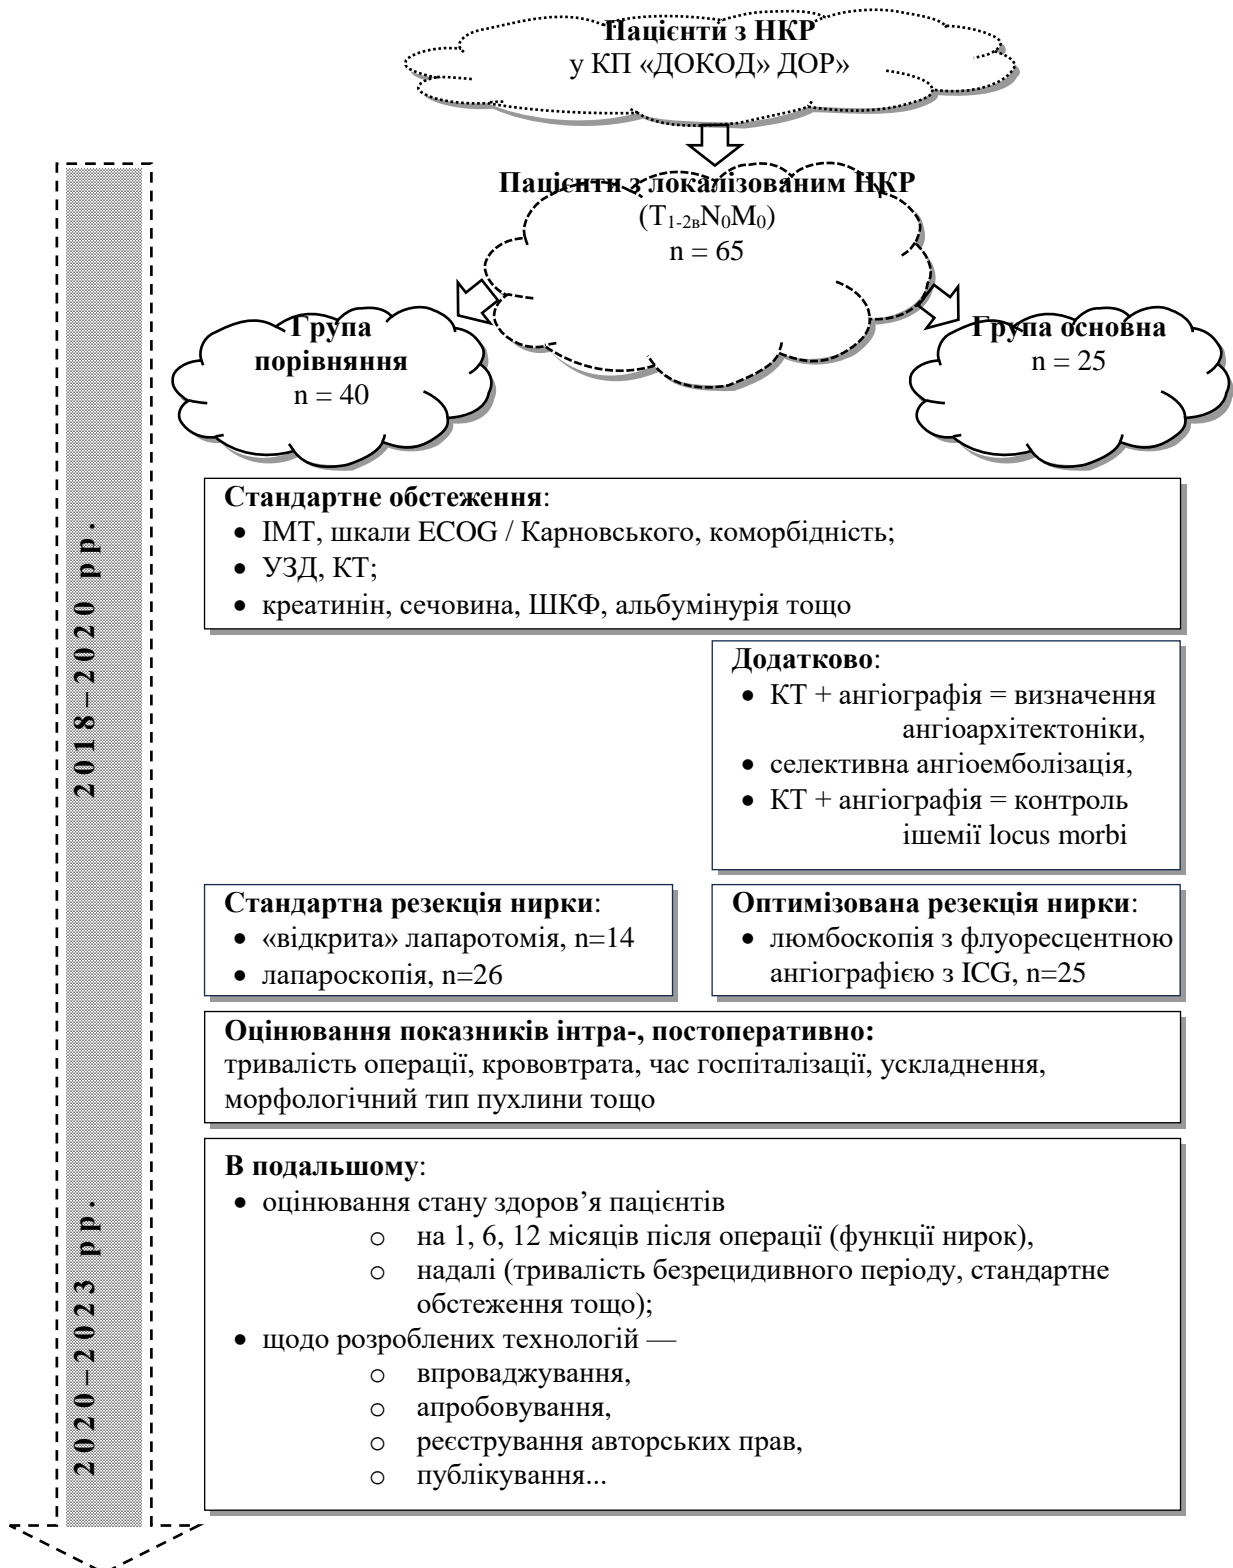 Пацієнти з НКР
у КП «ДОКОД» ДОР»
Пацієнти з локалізованим НКР
(T₁₋₂вN₀M₀)
n = 65
Група
порівняння
n = 40
Група основна
n = 25
2018–2020 рр.
Стандартне обстеження:
• ІМТ, шкали ECOG / Карновського, коморбідність;
• УЗД, КТ;
• креатинін, сечовина, ШКФ, альбумінурія тощо
Додатково:
• КТ + ангіографія = визначення
ангіоархітектоніки,
• селективна ангіоемболізація,
• КТ + ангіографія = контроль
ішемії locus morbi
Стандартна резекція нирки:
• «відкрита» лапаротомія, n=14
• лапароскопія, n=26
Оптимізована резекція нирки:
• люмбоскопія з флуоресцентною
ангіографією з ICG, n=25
Оцінювання показників інтра-, постоперативно:
тривалість операції, крововтрата, час госпіталізації, ускладнення,
морфологічний тип пухлини тощо
2020–2023 рр.
В подальшому:
• оцінювання стану здоров’я пацієнтів
o на 1, 6, 12 місяців після операції (функції нирок),
o надалі (тривалість безрецидивного періоду, стандартне
обстеження тощо);
• щодо розроблених технологій —
o впроваджування,
o апробовування,
o реєстрування авторських прав,
o публікування...